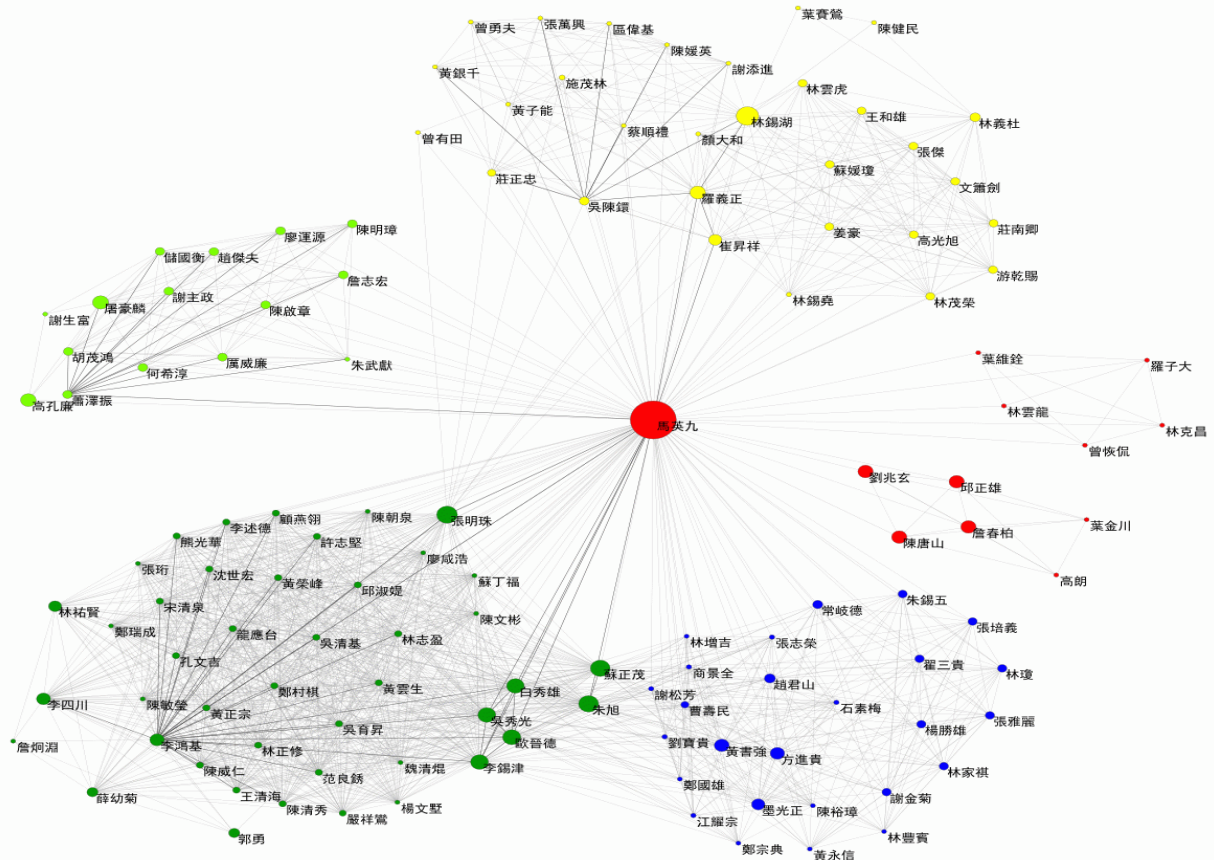 葉賽鶯
張萬興
區偉基
陳健民
曾勇夫
陳媛英
謝添進
黃銀千
施茂林
林雲虎
黃子能
林錫湖
王和雄
林義杜
曾有田
蔡順禮
顏大和
張傑
蘇媛瓊
莊正忠
文簫劍
羅義正
吳陳鐶
陳明璋
廖運源
莊南卿
姜豪
高光旭
崔昇祥
儲國衡
趙傑夫
詹志宏
游乾賜
謝主政
屠豪麟
陳啟章
林錫堯
林茂榮
謝生富
胡茂鴻
厲威廉
朱武獻
何希淳
葉維銓
羅子大
高孔廉
蕭澤振
林雲龍
馬英九
林克昌
曾恢侃
劉兆玄
邱正雄
陳朝泉
顧燕翎
張明珠
李述德
葉金川
熊光華
許志堅
詹春柏
陳唐山
廖咸浩
張珩
沈世宏
黃榮峰
邱淑媞
蘇丁福
高朗
林祐賢
宋清泉
陳文彬
常岐德
朱錫五
鄭瑞成
龍應台
吳清基
林志盈
張培義
林增吉
張志榮
孔文吉
蘇正茂
商景全
翟三貴
林瓊
李四川
陳敏瑩
鄭村棋
黃雲生
白秀雄
趙君山
謝松芳
黃正宗
朱旭
曹壽民
石素梅
吳秀光
張雅麗
吳育昇
楊勝雄
詹炯淵
李鴻基
林正修
歐晉德
劉寶貴
黃書強
方進貴
陳威仁
范良銹
魏清焜
李錫津
鄭國雄
林家祺
薛幼菊
王清海
陳清秀
楊文墅
嚴祥鸞
墨光正
陳裕璋
謝金菊
江耀宗
郭勇
林豐賓
鄭宗典
黃永信